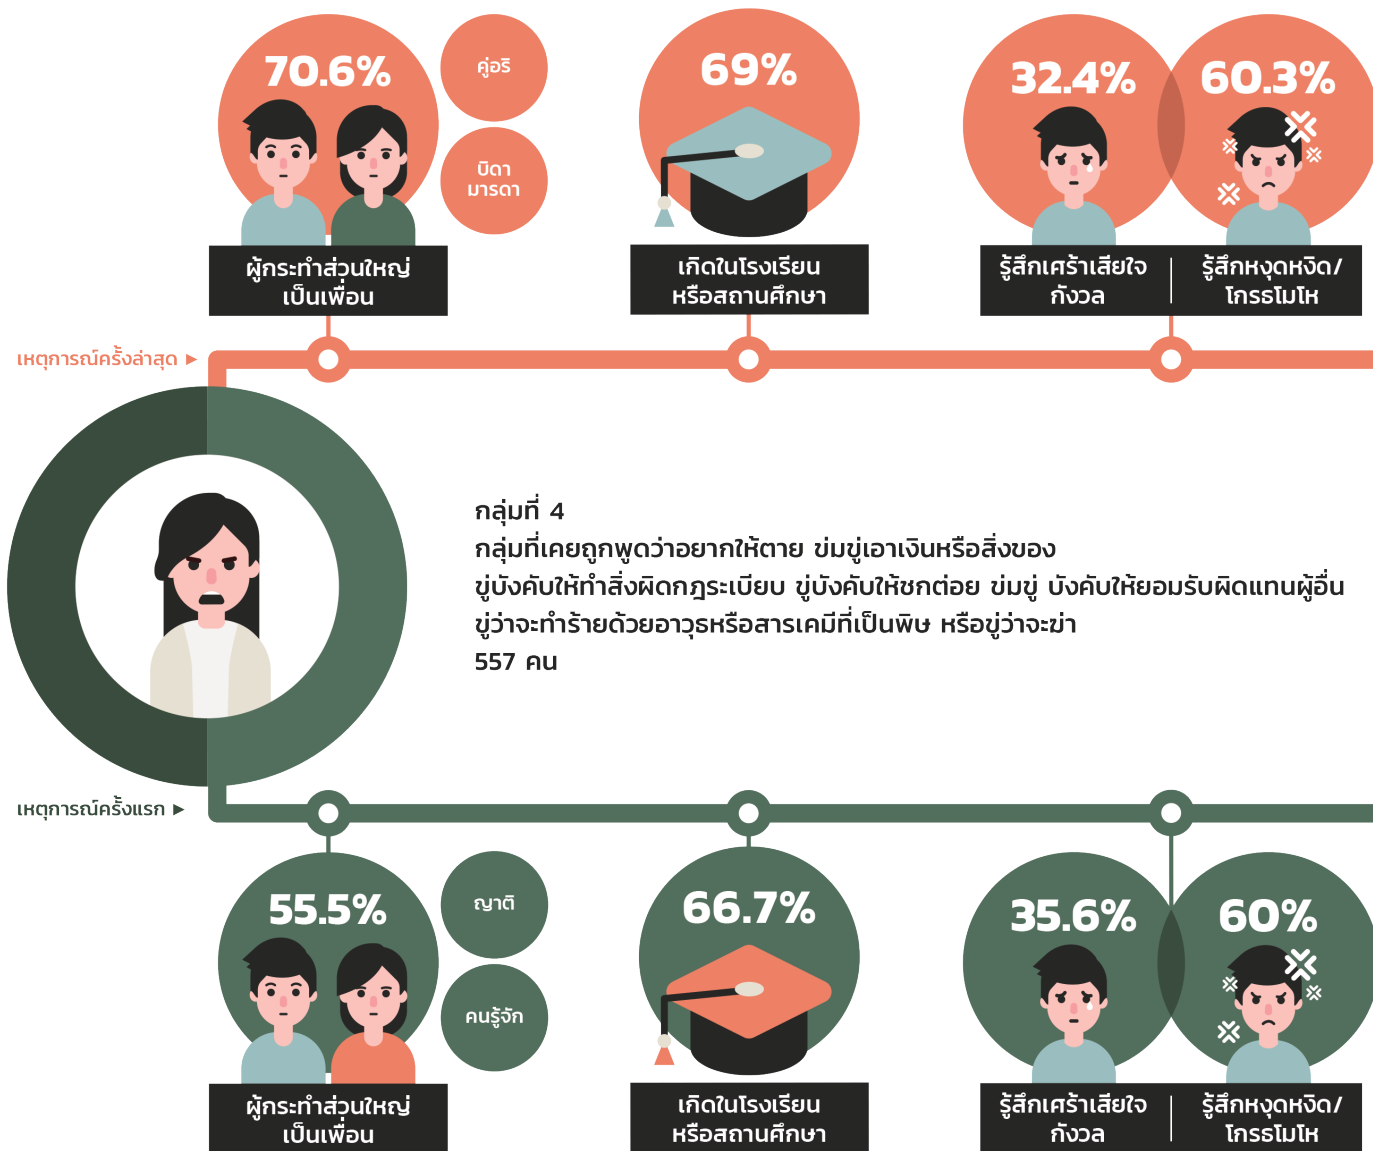 70.6%
คู่อริ
บิดา
มารดา
ผู้กระทำส่วนใหญ่
เป็นเพื่อน
69%
เกิดในโรงเรียน
หรือสถานศึกษา
32.4%
60.3%
รู้สึกเศร้าเสียใจ
กังวล
รู้สึกหงุดหงิด/
โกรธโมโห
เหตุการณ์ครั้งล่าสุด ►
กลุ่มที่ 4
กลุ่มที่เคยถูกพูดว่าอยากให้ตาย ข่มขู่เอาเงินหรือสิ่งของ
ขู่บังคับให้ทำสิ่งผิดกฎระเบียบ ขู่บังคับให้ชกต่อย ข่มขู่ บังคับให้ยอมรับผิดแทนผู้อื่น
ขู่ว่าจะทำร้ายด้วยอาวุธหรือสารเคมีที่เป็นพิษ หรือขู่ว่าจะฆ่า
557 คน
เหตุการณ์ครั้งแรก ►
55.5%
ญาติ
คนรู้จัก
ผู้กระทำส่วนใหญ่
เป็นเพื่อน
66.7%
เกิดในโรงเรียน
หรือสถานศึกษา
35.6%
60%
รู้สึกเศร้าเสียใจ
กังวล
รู้สึกหงุดหงิด/
โกรธโมโห